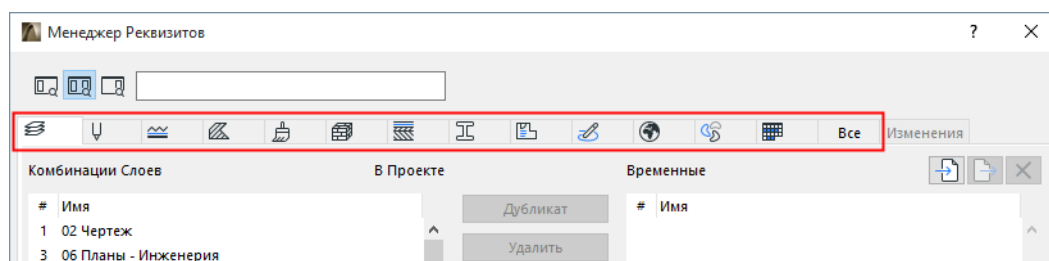 Менеджер Реквизитов ?
Все Изменения
Комбинации Слоев В Проекте Временные
# Имя Дубликат # Имя
1 02 Чертеж
3 06 Планы - Инженерия Удалить